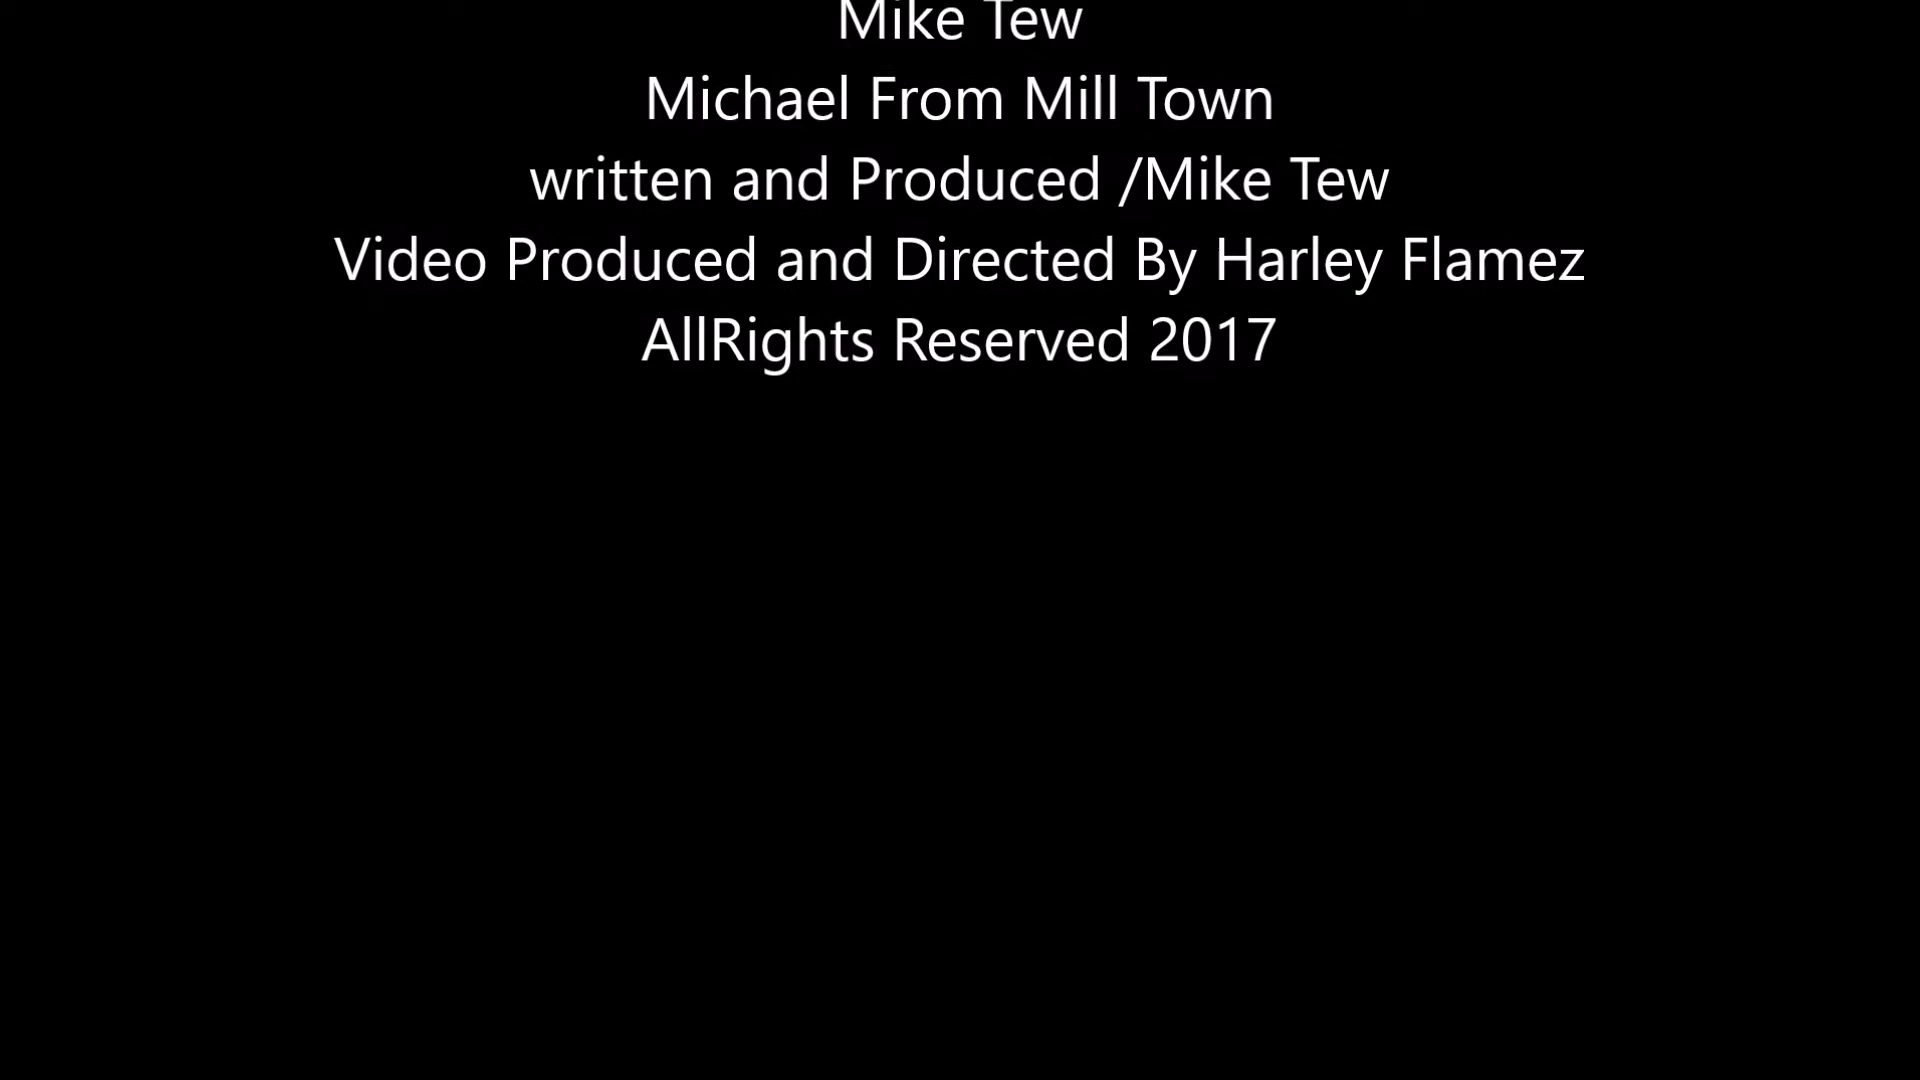 Mike Tew
Michael From Mill Town
written and Produced /Mike Tew
Video Produced and Directed By Harley Flamez
AllRights Reserved 2017